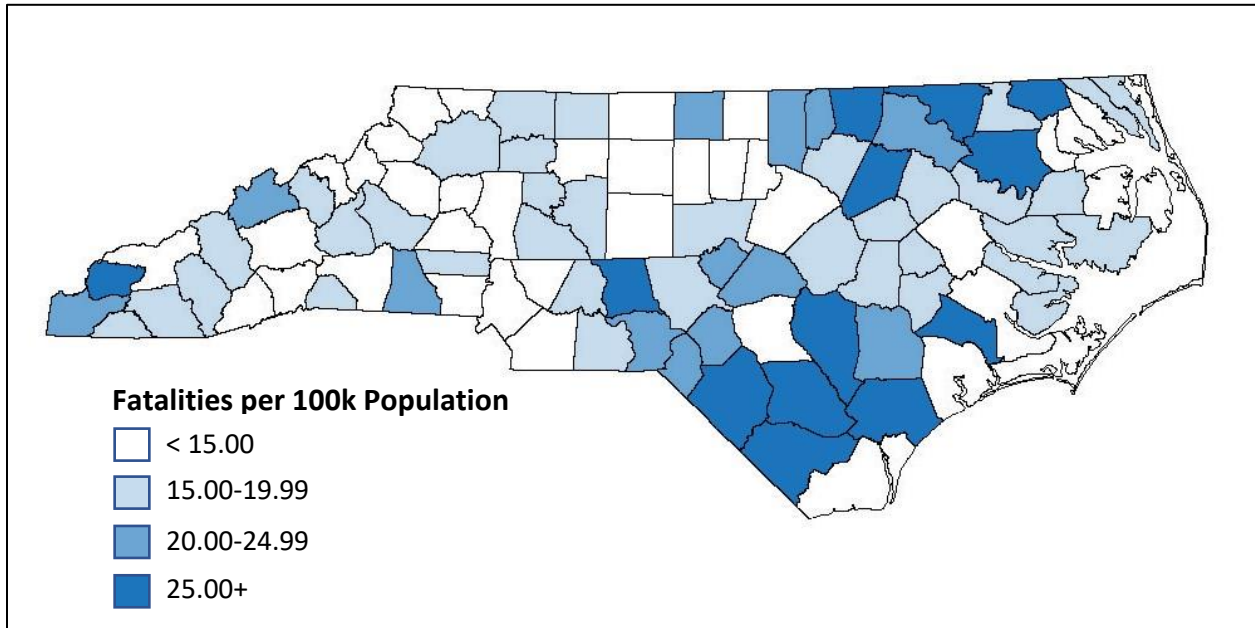 Fatalities per 100k Population
< 15.00
15.00-19.99
20.00-24.99
25.00+